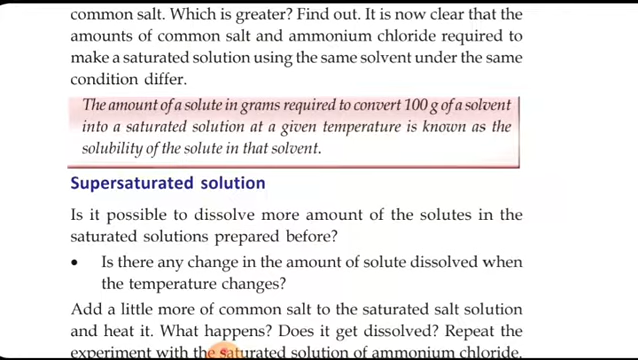 common salt. Which is greater? Find out. It is now clear that the
amounts of common salt and ammonium chloride required to
make a saturated solution using the same solvent under the same
condition differ.
The amount of a solute in grams required to convert 100 g of a solvent
into a saturated solution at a given temperature is known as the
solubility of the solute in that solvent.
Supersaturated solution
Is it possible to dissolve more amount of the solutes in the
saturated solutions prepared before?
• Is there any change in the amount of solute dissolved when
the temperature changes?
Add a little more of common salt to the saturated salt solution
and heat it. What happens? Does it get dissolved? Repeat the
experiment with the saturated solution of ammonium chloride.